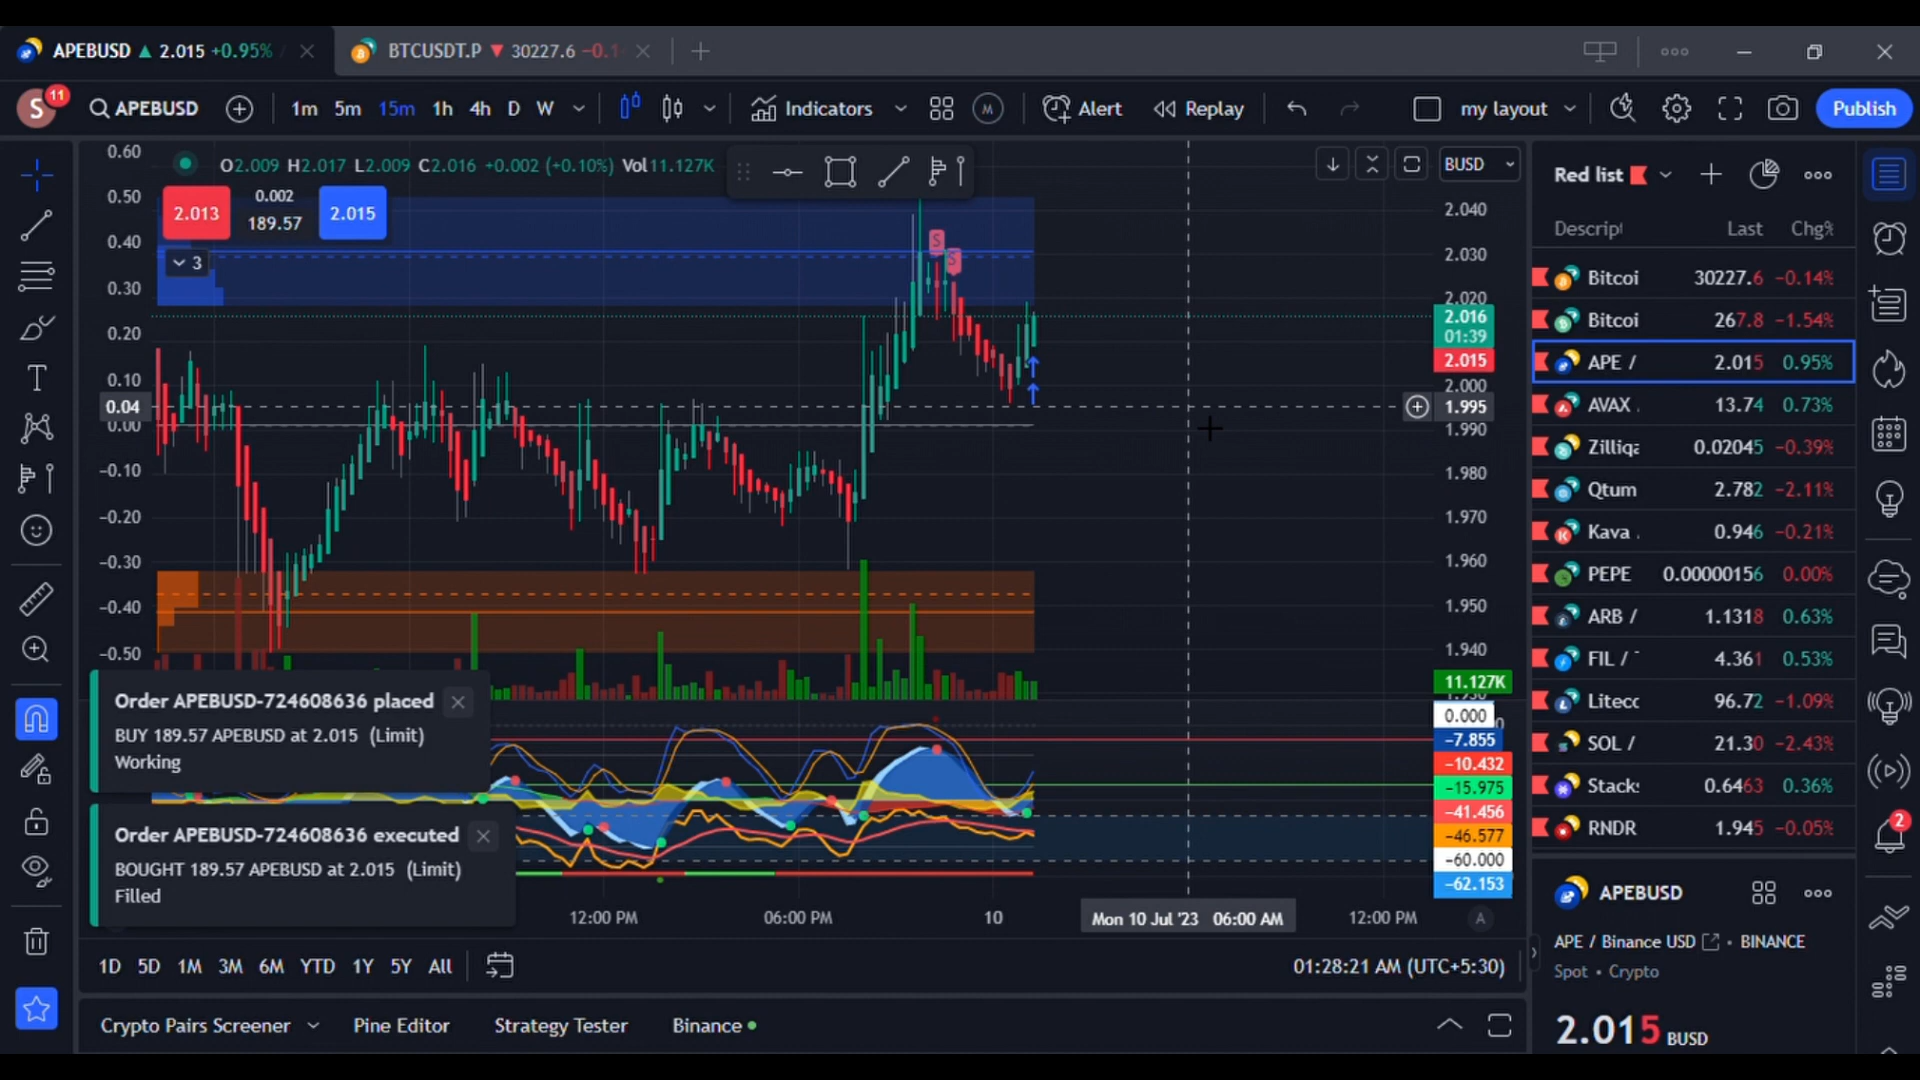 APEBUSD ▲ 2.015 +0.95%
BTCUSDT.P ▼ 30227.6 −0.1
S 11
APEBUSD 1m 5m 15m 1h 4h D W Indicators M Alert Replay my layout Publish
O2.009 H2.017 L2.009 C2.016 +0.002 (+0.10%) Vol 11.127K
2.013 0.002 189.57 2.015
3
S
S
0.60
0.50
0.40
0.30
0.20
0.10
0.04
0.00
−0.10
−0.20
−0.30
−0.40
−0.50
BUSD
2.040
2.030
2.020
2.016
01:39
2.015
2.000
1.995
1.990
1.980
1.970
1.960
1.950
1.940
11.127K
0.000
−7.855
−10.432
−15.975
−41.456
−46.577
−60.000
−62.153
Order APEBUSD-724608636 placed
BUY 189.57 APEBUSD at 2.015 (Limit)
Working
Order APEBUSD-724608636 executed
BOUGHT 189.57 APEBUSD at 2.015 (Limit)
Filled
12:00 PM 06:00 PM 10 Mon 10 Jul '23 06:00 AM 12:00 PM A
1D 5D 1M 3M 6M YTD 1Y 5Y All
01:28:21 AM (UTC+5:30)
Crypto Pairs Screener Pine Editor Strategy Tester Binance
Red list
Descrip Last Chg%
Bitcoi 30227.6 −0.14%
Bitcoi 267.8 −1.54%
APE / 2.015 0.95%
AVAX 13.74 0.73%
Zilliqa 0.02045 −0.39%
Qtum 2.782 −2.11%
Kava 0.946 −0.21%
PEPE 0.00000156 0.00%
ARB / 1.1318 0.63%
FIL / 4.361 0.53%
Litecc 96.72 −1.09%
SOL / 21.30 −2.43%
Stacks 0.6463 0.36%
RNDR 1.945 −0.05%
2
APEBUSD
APE / Binance USD • BINANCE
Spot • Crypto
2.015 BUSD